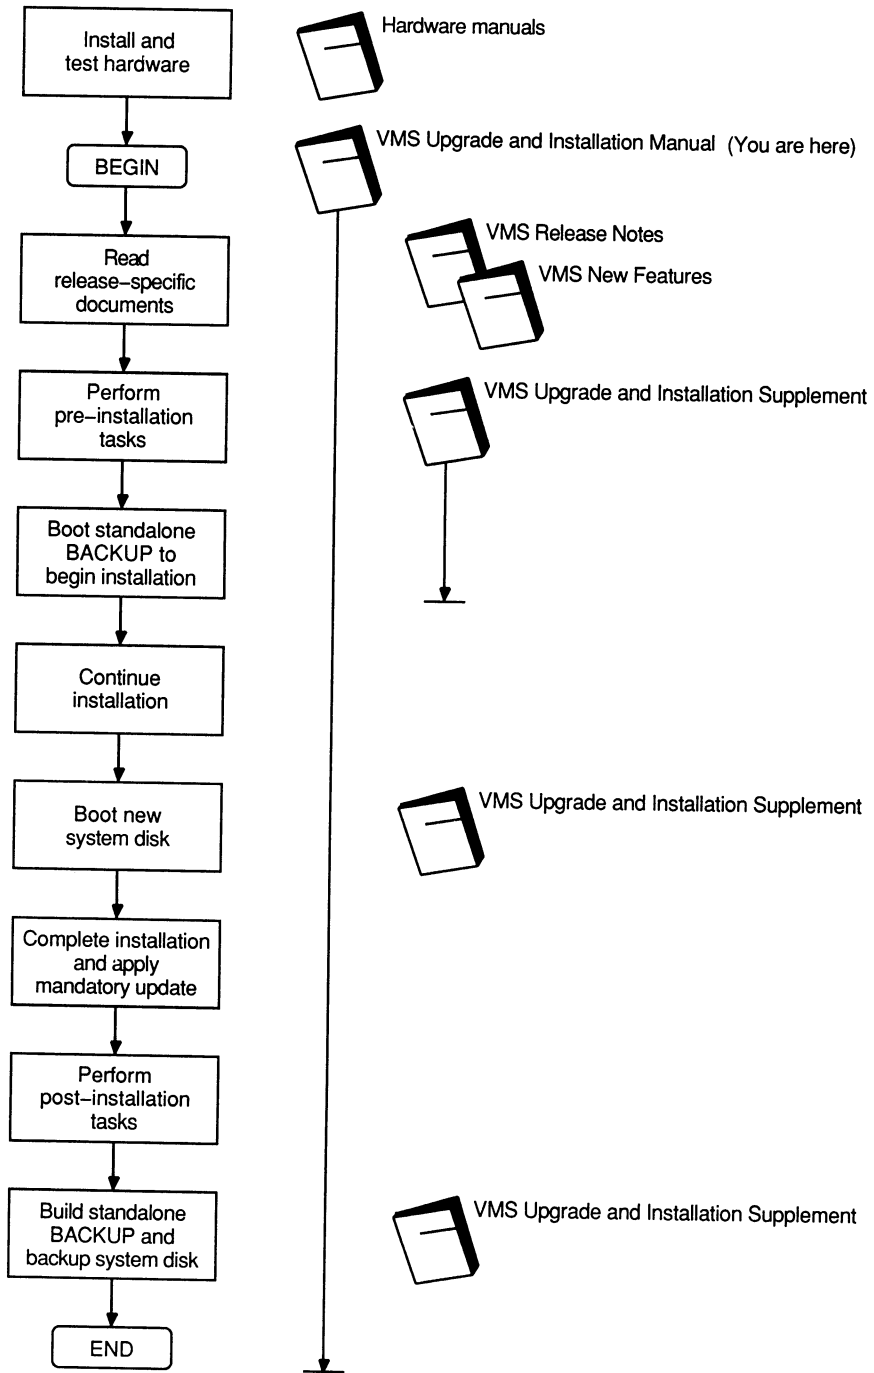 Install and
test hardware
Hardware manuals
BEGIN
VMS Upgrade and Installation Manual (You are here)
Read
release–specific
documents
VMS Release Notes
VMS New Features
Perform
pre–installation
tasks
VMS Upgrade and Installation Supplement
Boot standalone
BACKUP to
begin installation
Continue
installation
Boot new
system disk
VMS Upgrade and Installation Supplement
Complete installation
and apply
mandatory update
Perform
post–installation
tasks
Build standalone
BACKUP and
backup system disk
VMS Upgrade and Installation Supplement
END